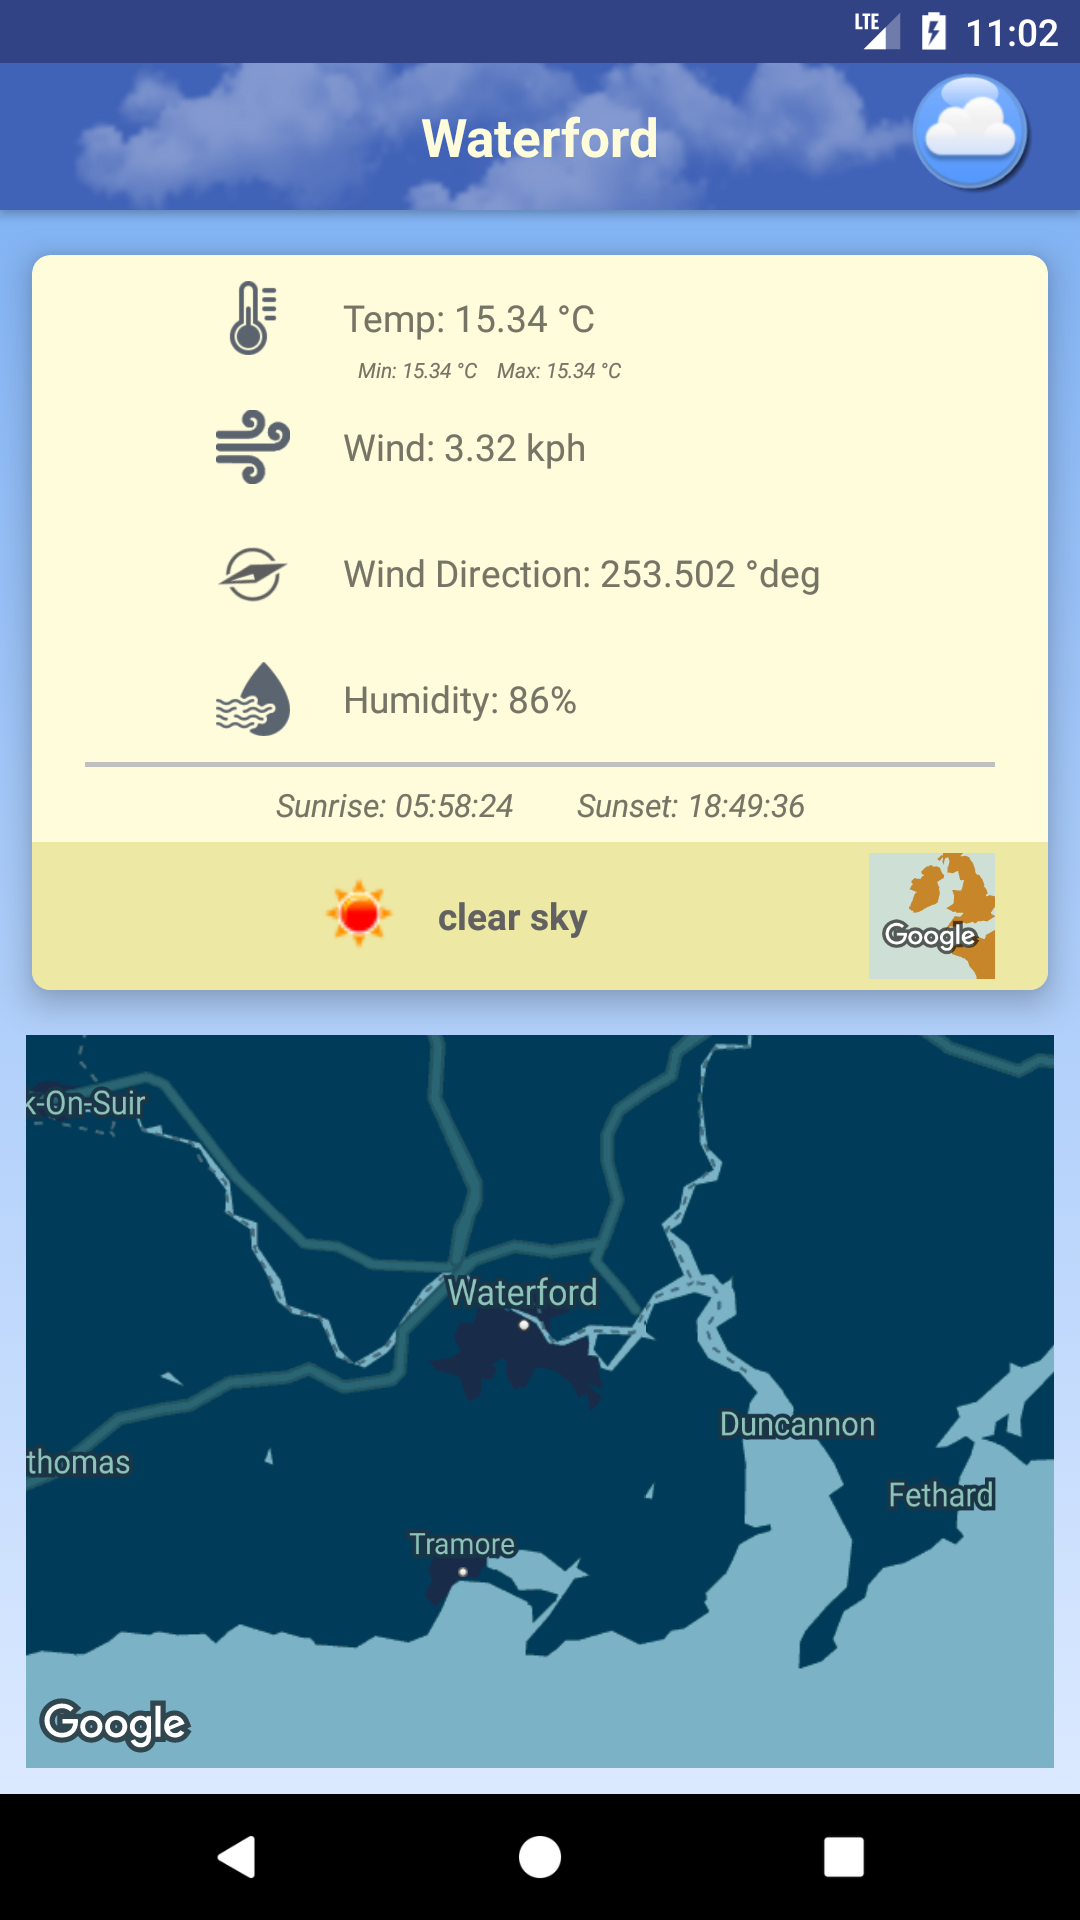 LTE 11:02
Waterford
Temp: 15.34 °C
Min: 15.34 °C Max: 15.34 °C
Wind: 3.32 kph
Wind Direction: 253.502 °deg
Humidity: 86%
Sunrise: 05:58:24 Sunset: 18:49:36
clear sky
Google
k-On-Suir
Waterford
Duncannon
thomas
Fethard
Tramore
Google